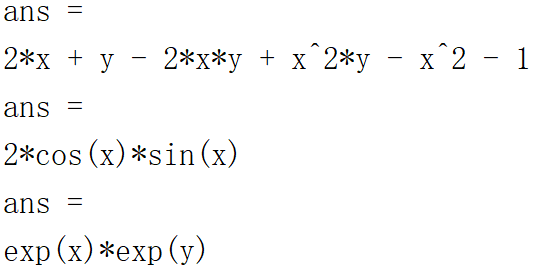 ans =
2*x + y - 2*x*y + x^2*y - x^2 - 1
ans =
2*cos(x)*sin(x)
ans =
exp(x)*exp(y)